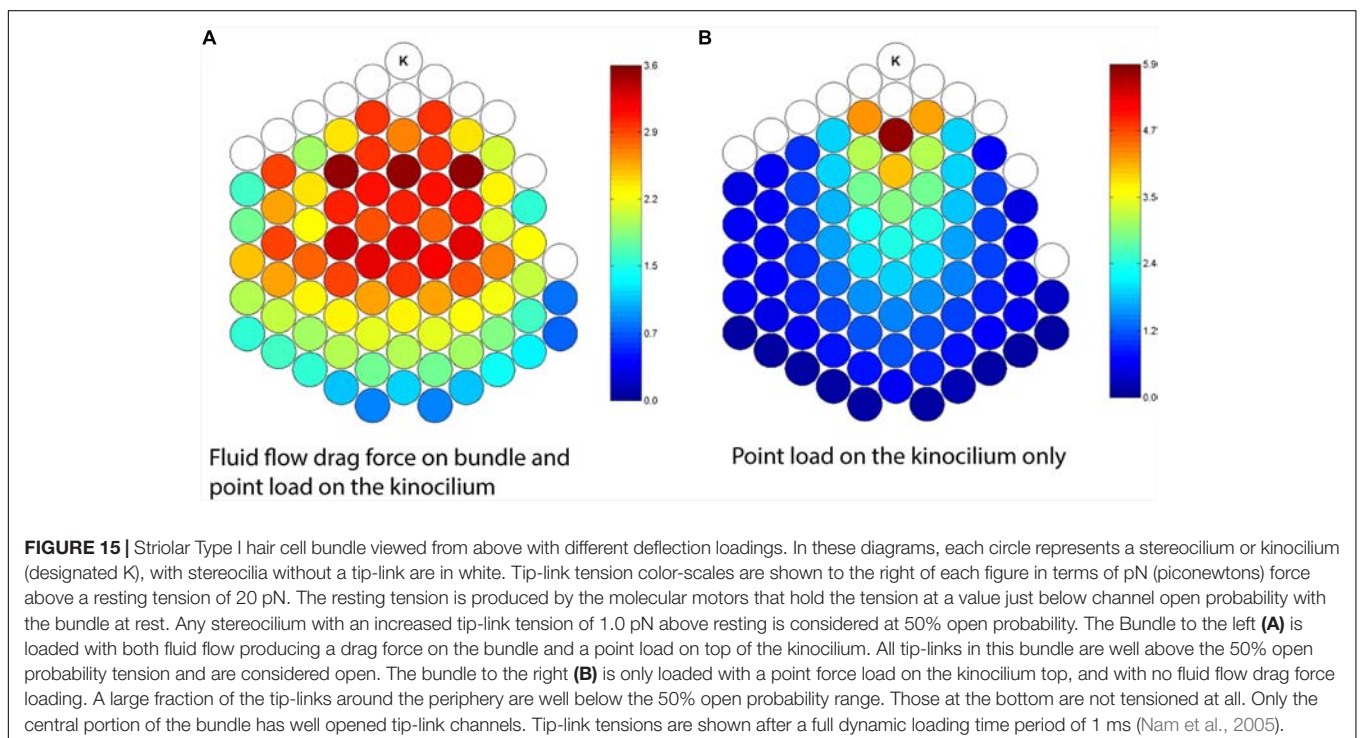 A
B
K
K
3.6
2.9
2.2
1.5
0.7
0.0
5.90
4.7
3.5
2.4
1.2
0.0
Fluid flow drag force on bundle and
point load on the kinocilium
Point load on the kinocilium only
FIGURE 15 | Striolar Type I hair cell bundle viewed from above with different deflection loadings. In these diagrams, each circle represents a stereocilium or kinocilium
(designated K), with stereocilia without a tip-link are in white. Tip-link tension color-scales are shown to the right of each figure in terms of pN (piconewtons) force
above a resting tension of 20 pN. The resting tension is produced by the molecular motors that hold the tension at a value just below channel open probability with
the bundle at rest. Any stereocilium with an increased tip-link tension of 1.0 pN above resting is considered at 50% open probability. The Bundle to the left (A) is
loaded with both fluid flow producing a drag force on the bundle and a point load on top of the kinocilium. All tip-links in this bundle are well above the 50% open
probability tension and are considered open. The bundle to the right (B) is only loaded with a point force load on the kinocilium top, and with no fluid flow drag force
loading. A large fraction of the tip-links around the periphery are well below the 50% open probability range. Those at the bottom are not tensioned at all. Only the
central portion of the bundle has well opened tip-link channels. Tip-link tensions are shown after a full dynamic loading time period of 1 ms (Nam et al., 2005).